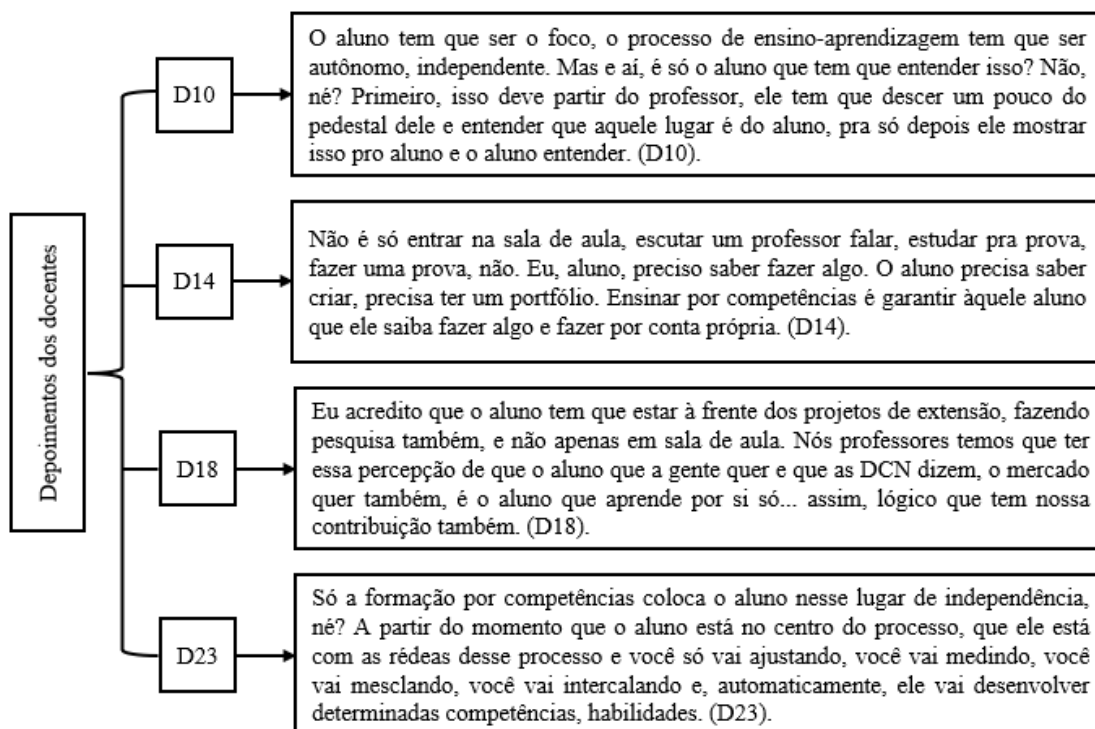 Depoimentos dos docentes
D10
O aluno tem que ser o foco, o processo de ensino-aprendizagem tem que ser
autônomo, independente. Mas e aí, é só o aluno que tem que entender isso? Não,
né? Primeiro, isso deve partir do professor, ele tem que descer um pouco do
pedestal dele e entender que aquele lugar é do aluno, pra só depois ele mostrar
isso pro aluno e o aluno entender. (D10).
D14
Não é só entrar na sala de aula, escutar um professor falar, estudar pra prova,
fazer uma prova, não. Eu, aluno, preciso saber fazer algo. O aluno precisa saber
criar, precisa ter um portfólio. Ensinar por competências é garantir àquele aluno
que ele saiba fazer algo e fazer por conta própria. (D14).
D18
Eu acredito que o aluno tem que estar à frente dos projetos de extensão, fazendo
pesquisa também, e não apenas em sala de aula. Nós professores temos que ter
essa percepção de que o aluno que a gente quer e que as DCN dizem, o mercado
quer também, é o aluno que aprende por si só... assim, lógico que tem nossa
contribuição também. (D18).
D23
Só a formação por competências coloca o aluno nesse lugar de independência,
né? A partir do momento que o aluno está no centro do processo, que ele está
com as rédeas desse processo e você só vai ajustando, você vai medindo, você
vai mesclando, você vai intercalando e, automaticamente, ele vai desenvolver
determinadas competências, habilidades. (D23).